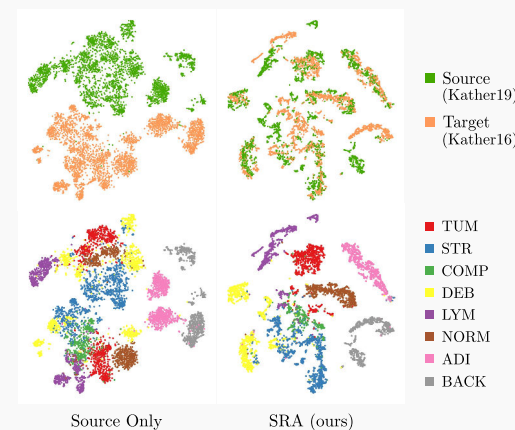 Source
(Kather19)
Target
(Kather16)
TUM
STR
COMP
DEB
LYM
NORM
ADI
BACK
Source Only
SRA (ours)